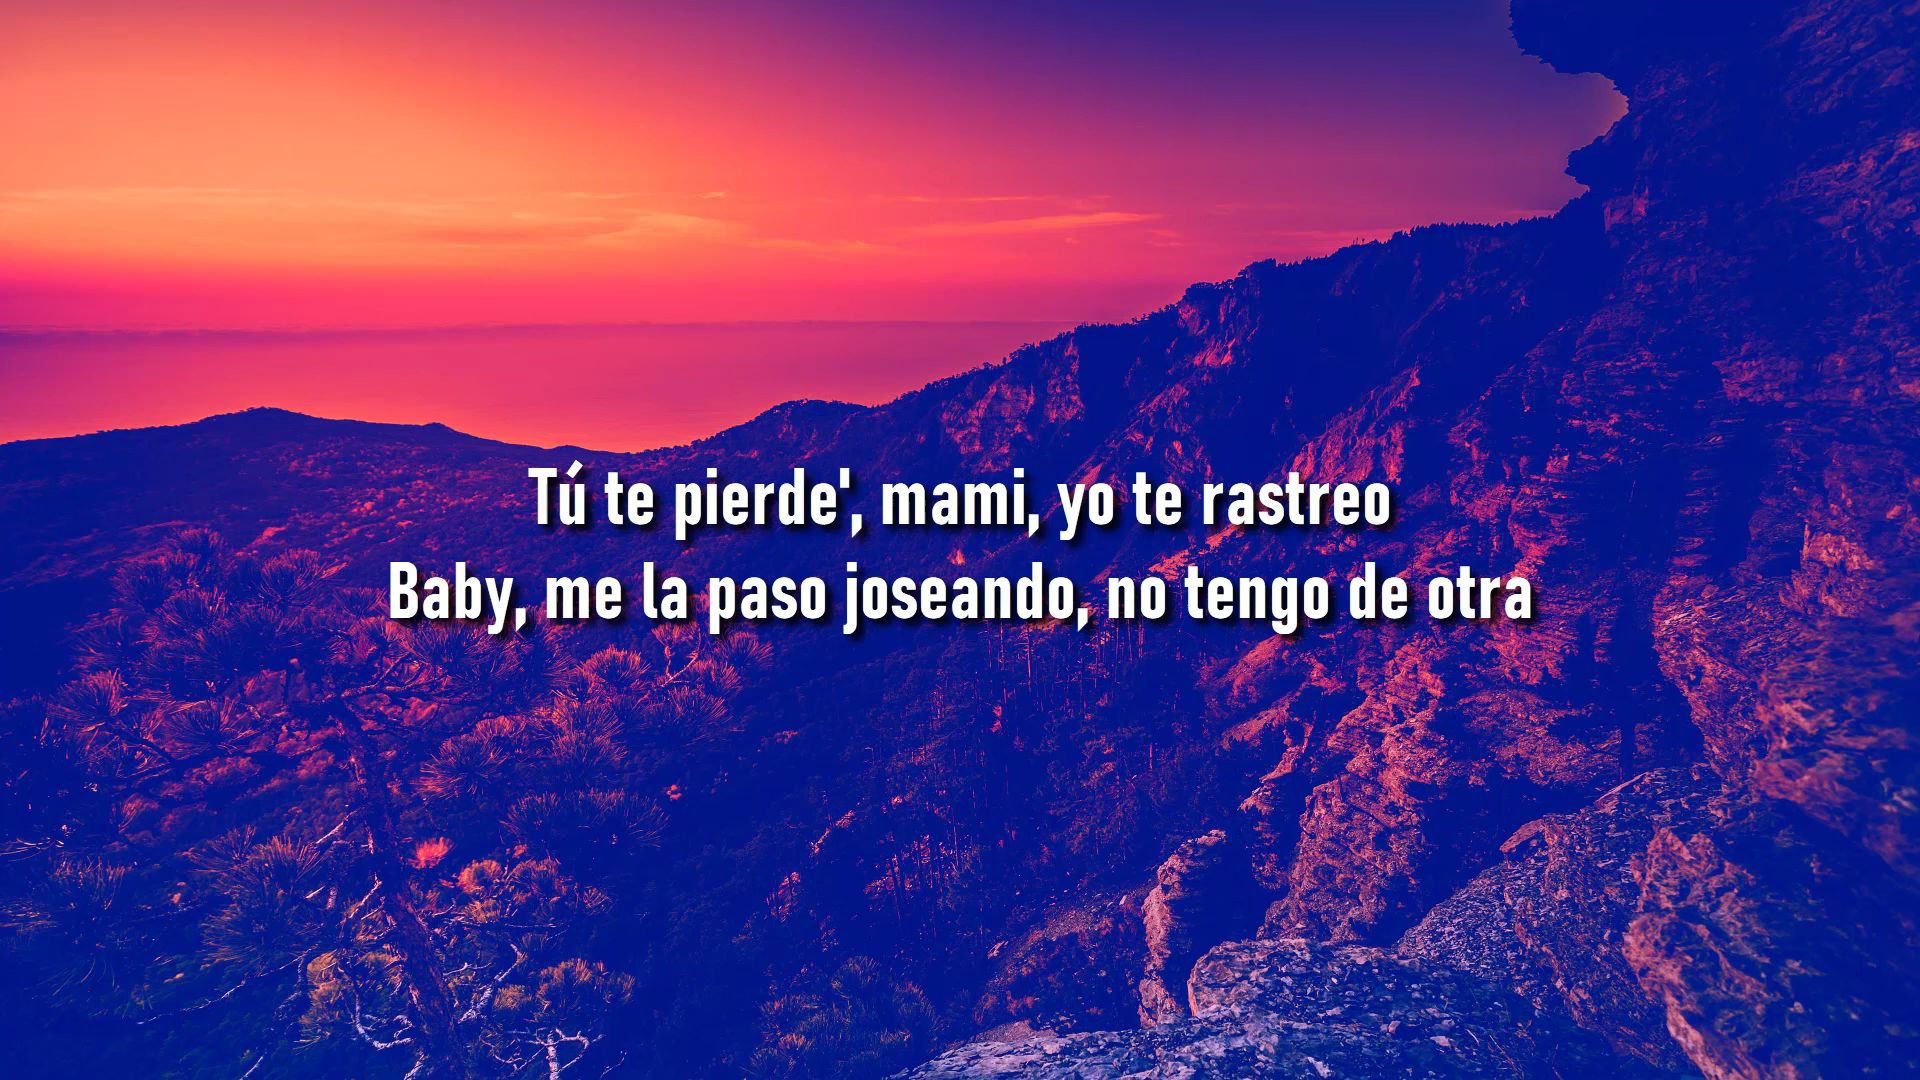 Tú te pierde', mami, yo te rastreo
Baby, me la paso joseando, no tengo de otra